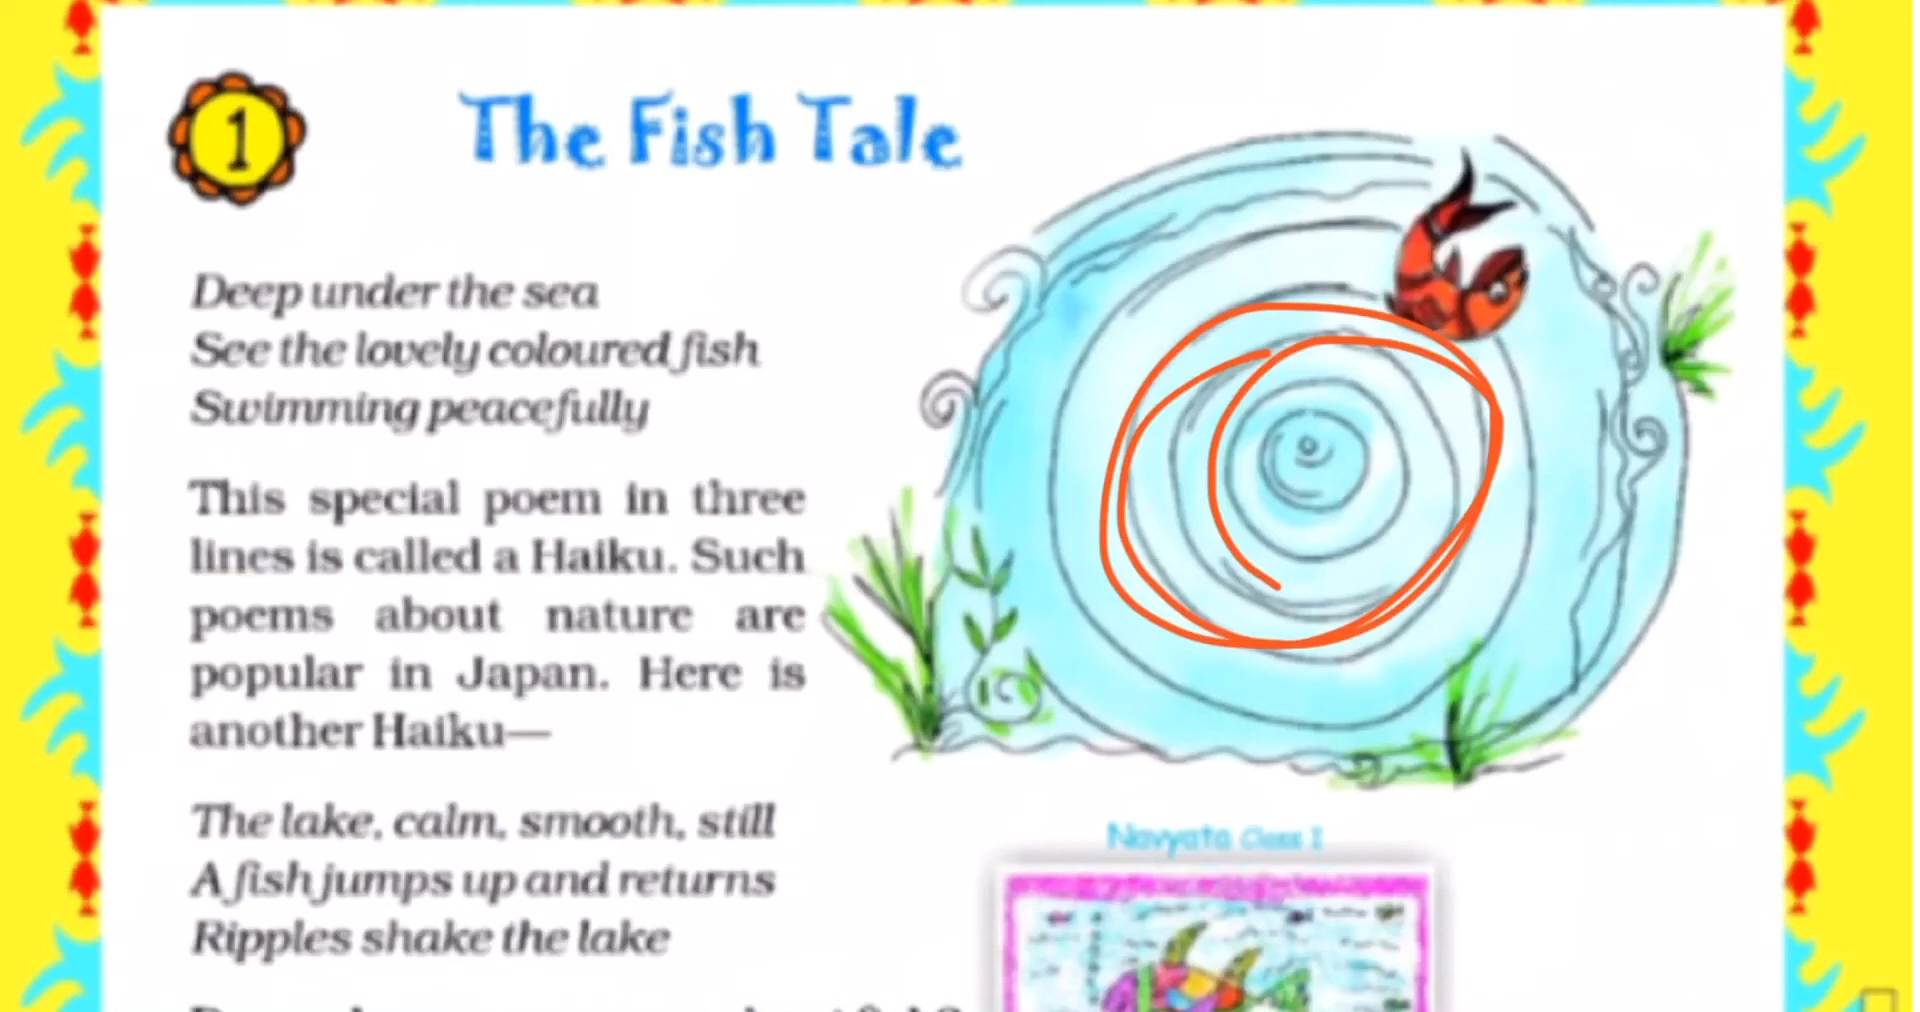 1
The Fish Tale
Deep under the sea
See the lovely coloured fish
Swimming peacefully
This special poem in three
lines is called a Haiku. Such
poems about nature are
popular in Japan. Here is
another Haiku—
The lake, calm, smooth, still
A fish jumps up and returns
Ripples shake the lake
Navyata Class I